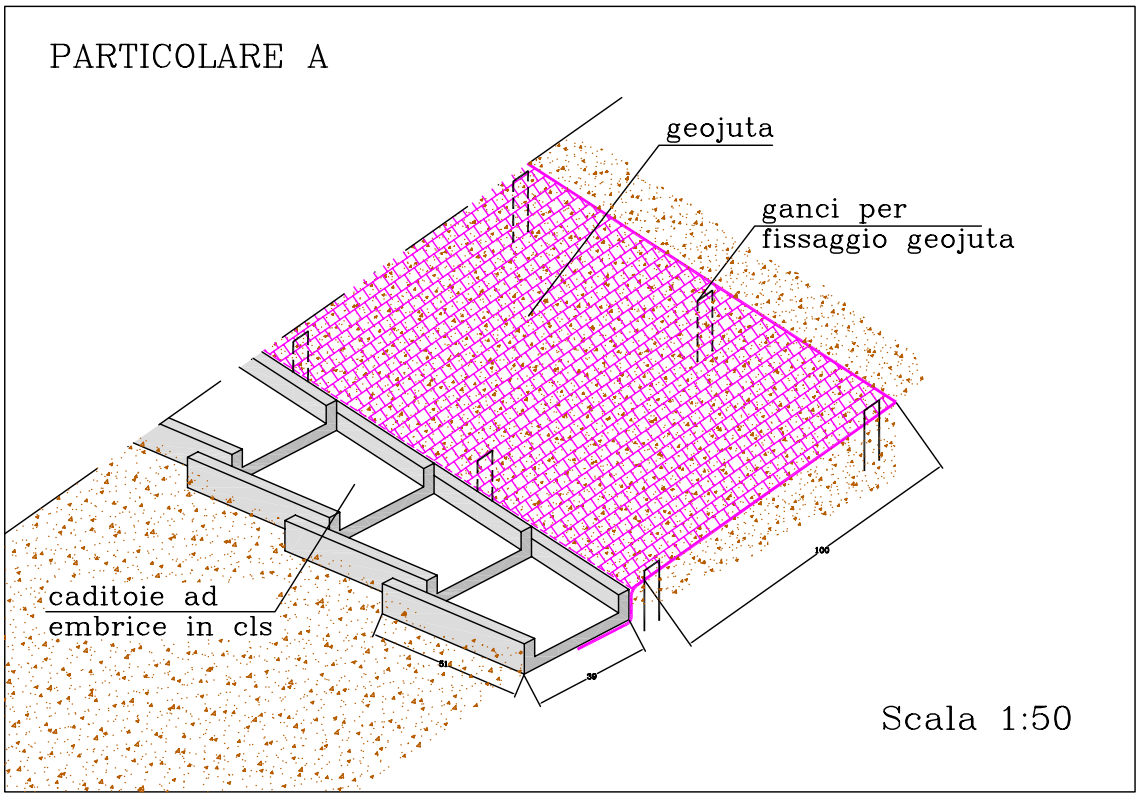 PARTICOLARE A
geojuta
ganci per
fissaggio geojuta
100
caditoie ad
embrice in cls
51
39
Scala 1:50